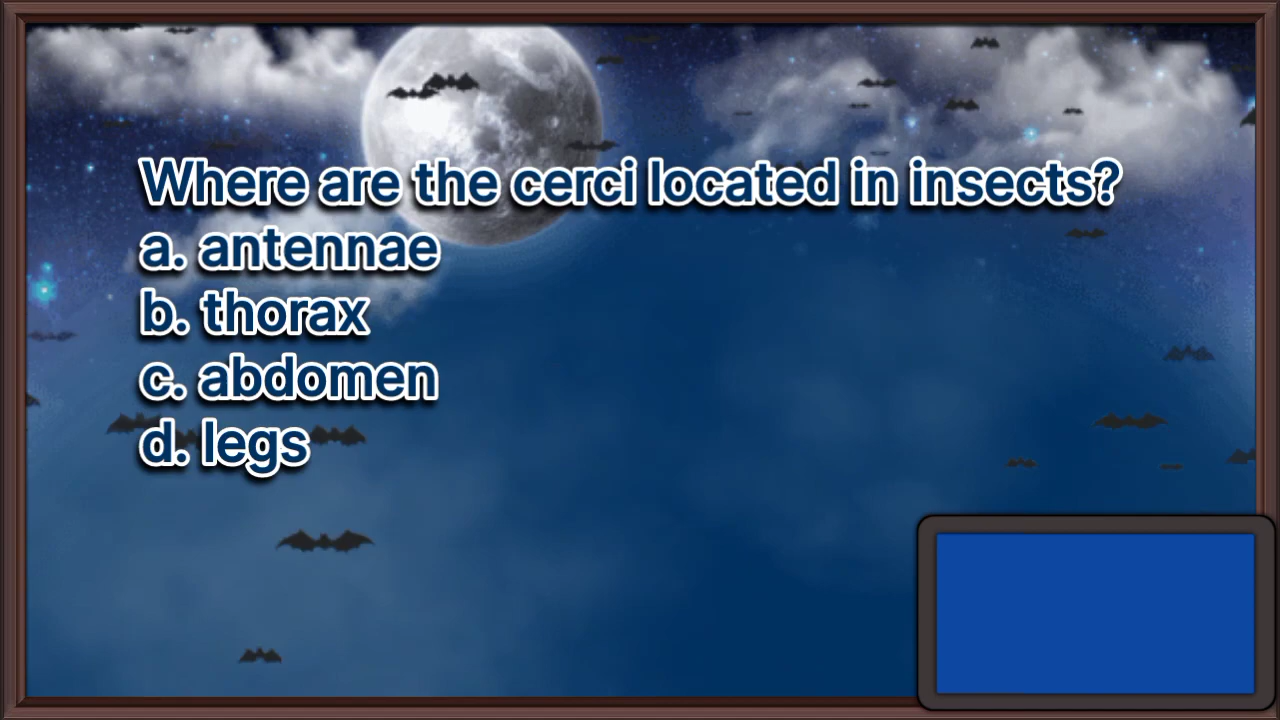 Where are the cerci located in insects?
a. antennae
b. thorax
c. abdomen
d. legs